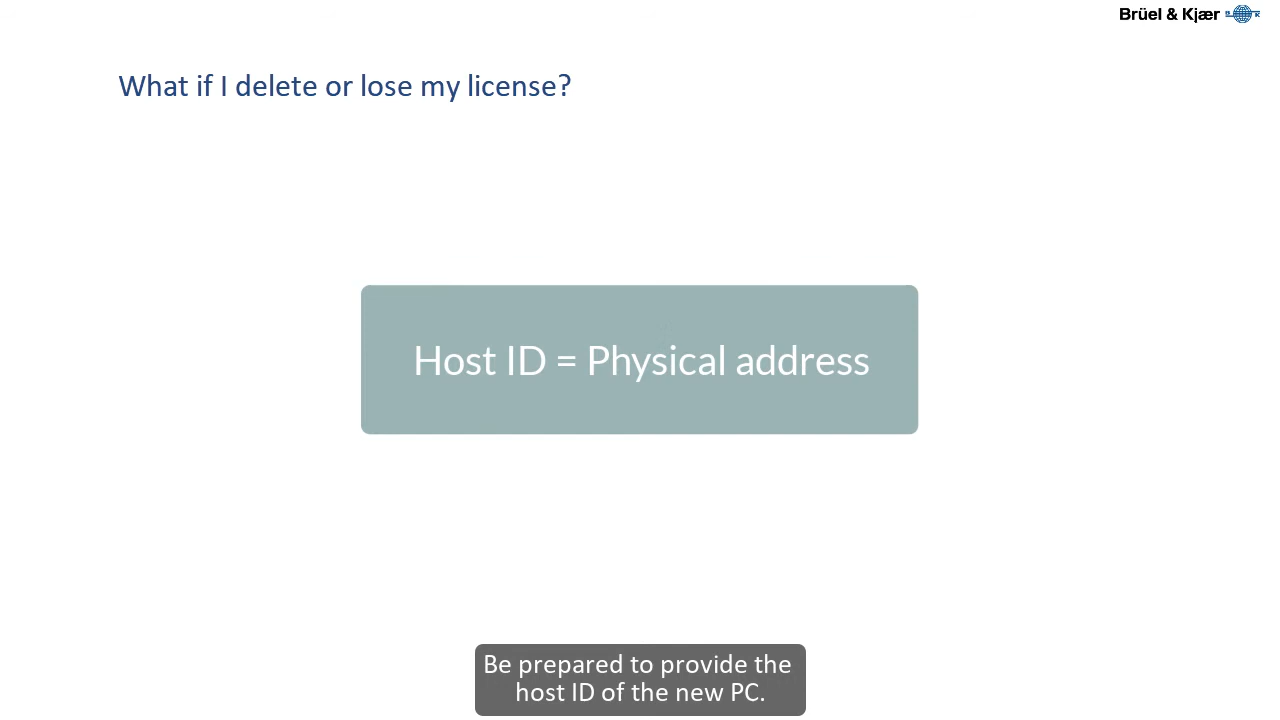 Brüel & Kjær
What if I delete or lose my license?
Host ID = Physical address
Be prepared to provide the
host ID of the new PC.